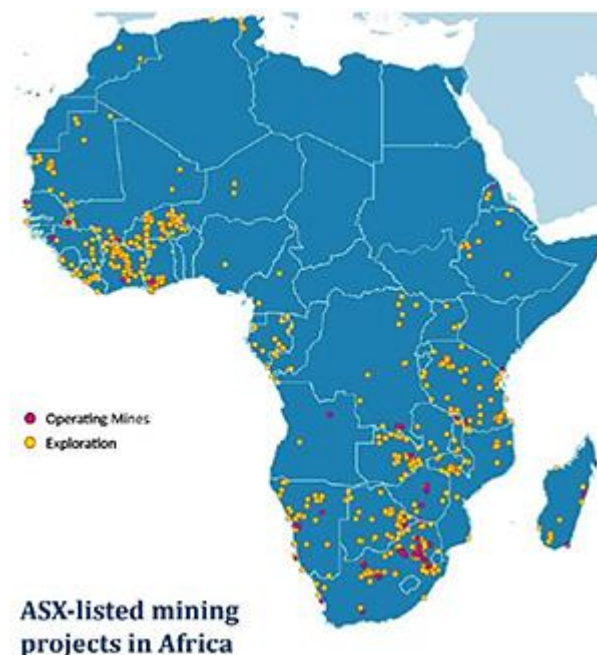 Operating Mines
Exploration
ASX-listed mining
projects in Africa